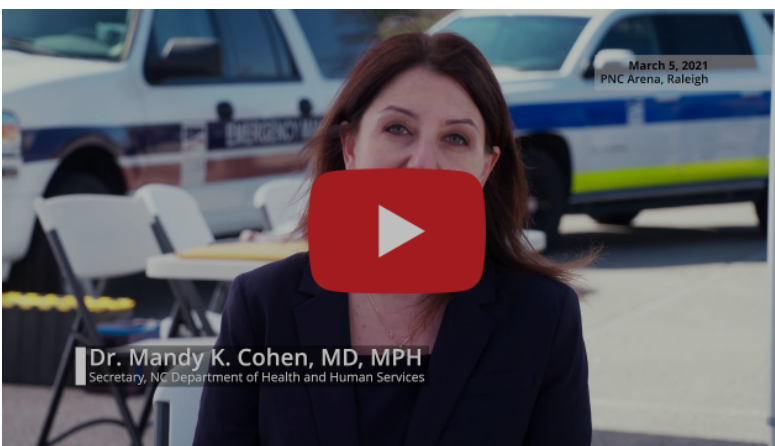 March 5, 2021
PNC Arena, Raleigh
EMERGENCY
Dr. Mandy K. Cohen, MD, MPH
Secretary, NC Department of Health and Human Services